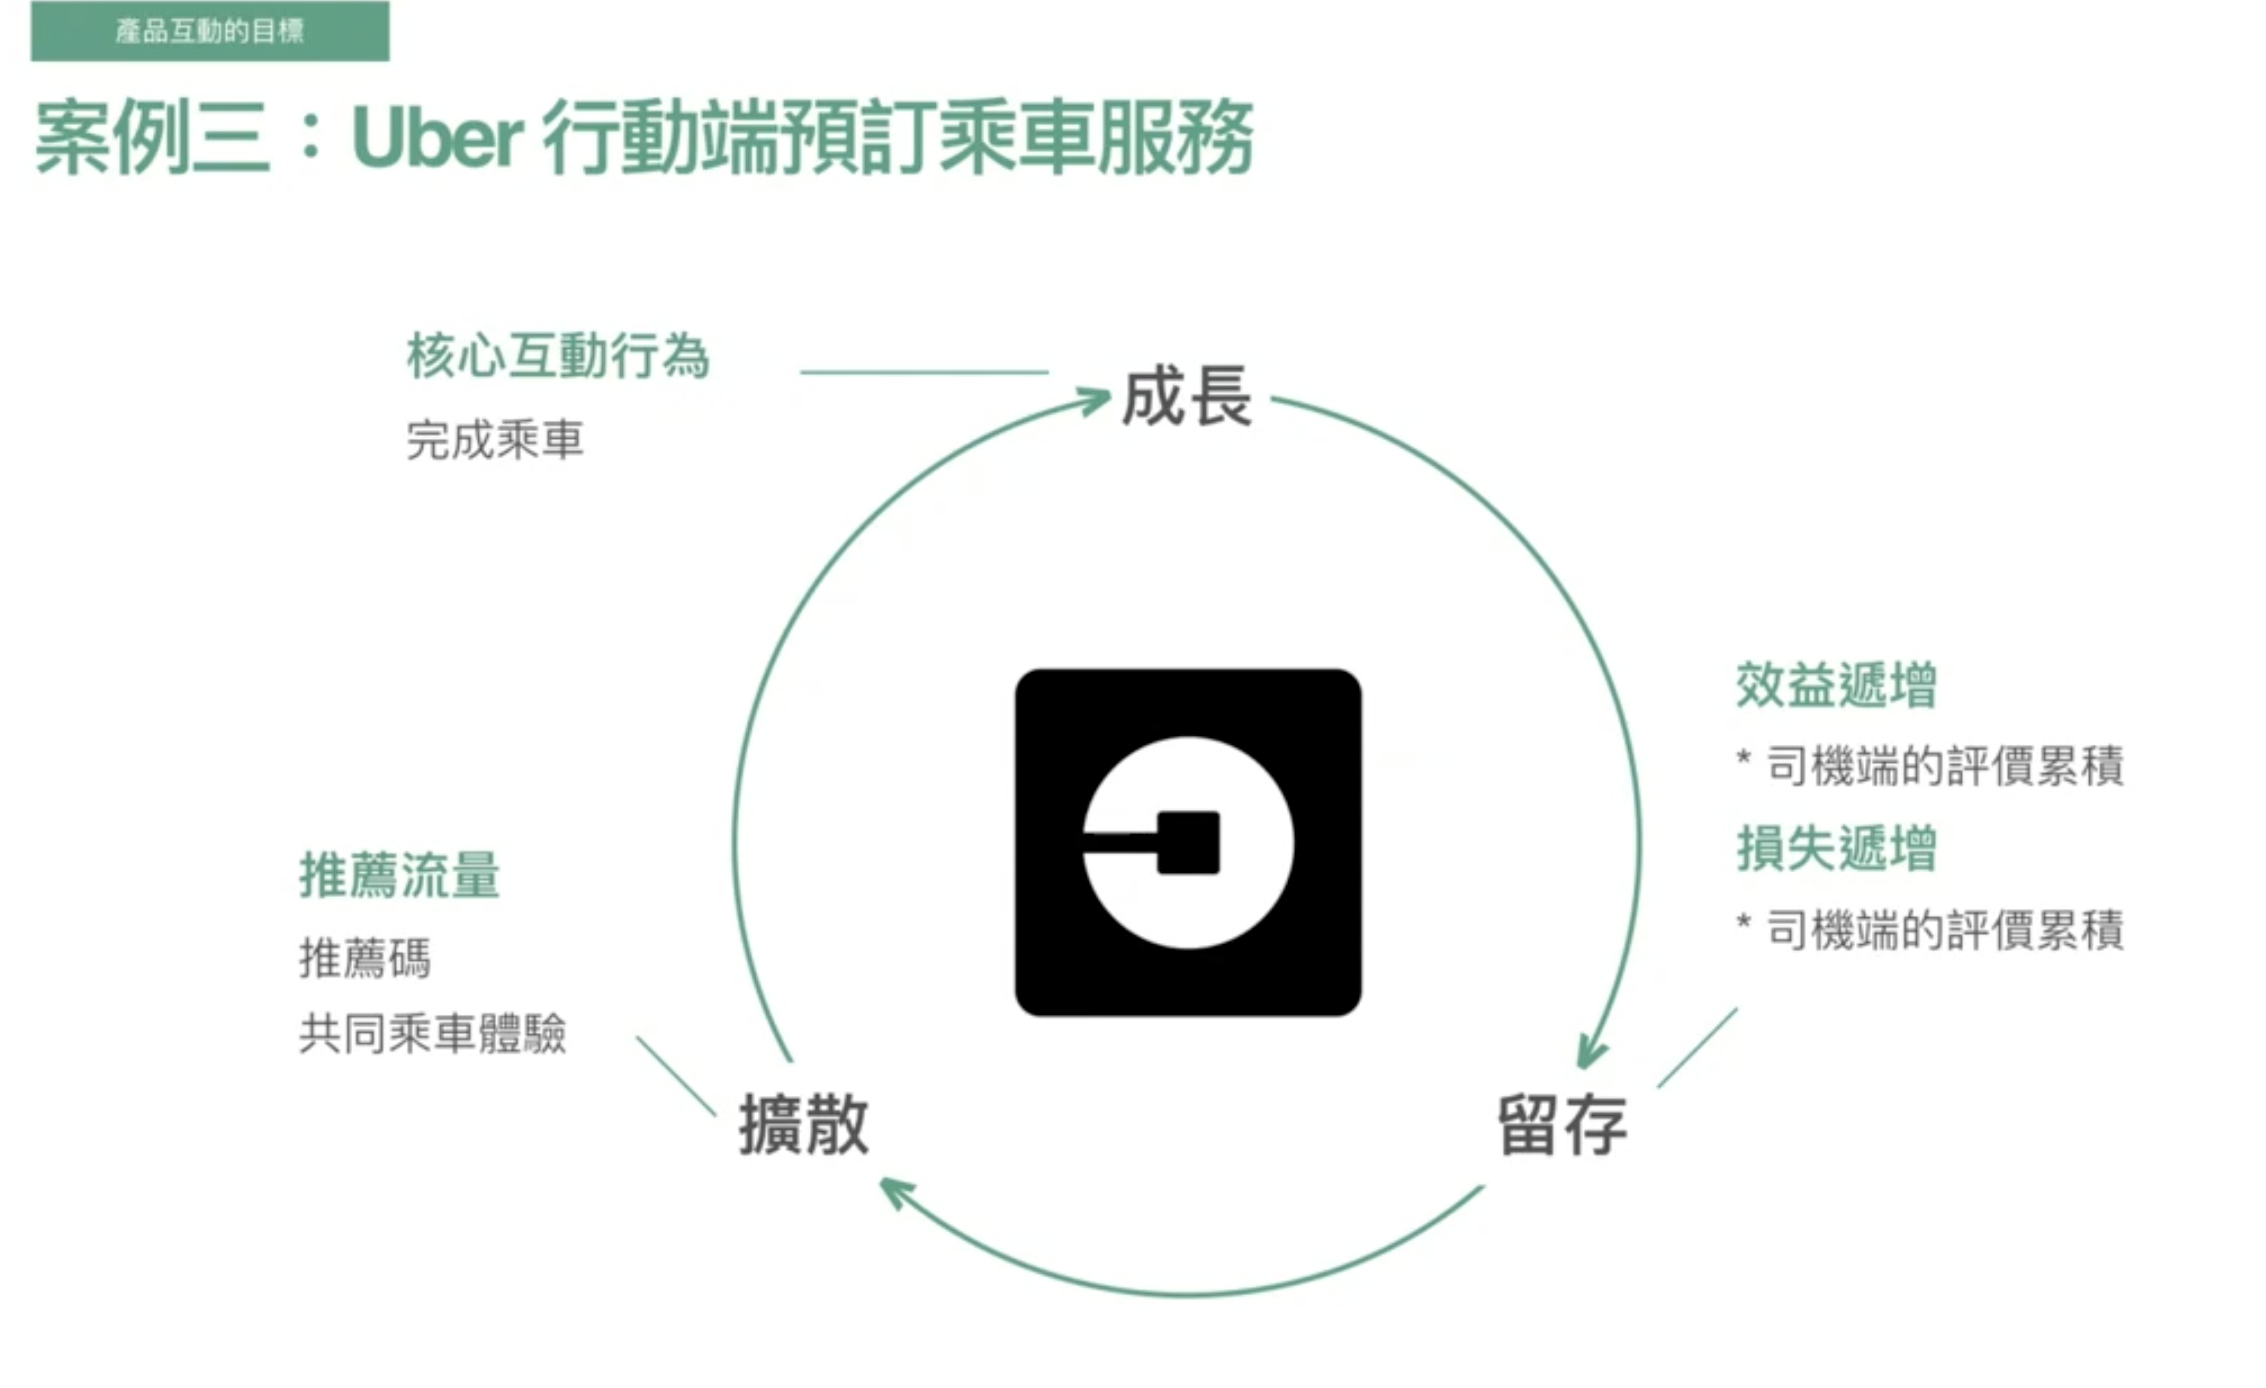 產品互動的目標
案例三：Uber 行動端預訂乘車服務
核心互動行為
完成乘車
成長
效益遞增
* 司機端的評價累積
損失遞增
* 司機端的評價累積
留存
推薦流量
推薦碼
共同乘車體驗
擴散